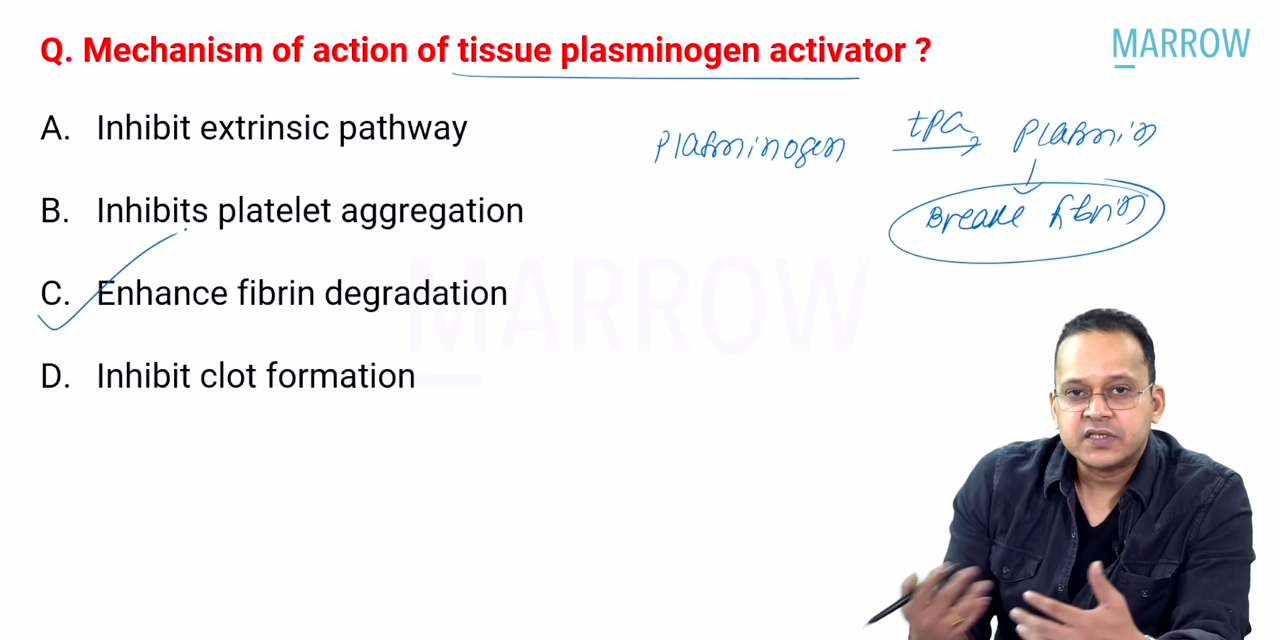 Q. Mechanism of action of tissue plasminogen activator ?
MARROW
A. Inhibit extrinsic pathway
Plasminogen tPA Plasmin
B. Inhibits platelet aggregation
Break fibrin
C. Enhance fibrin degradation
MARROW
D. Inhibit clot formation